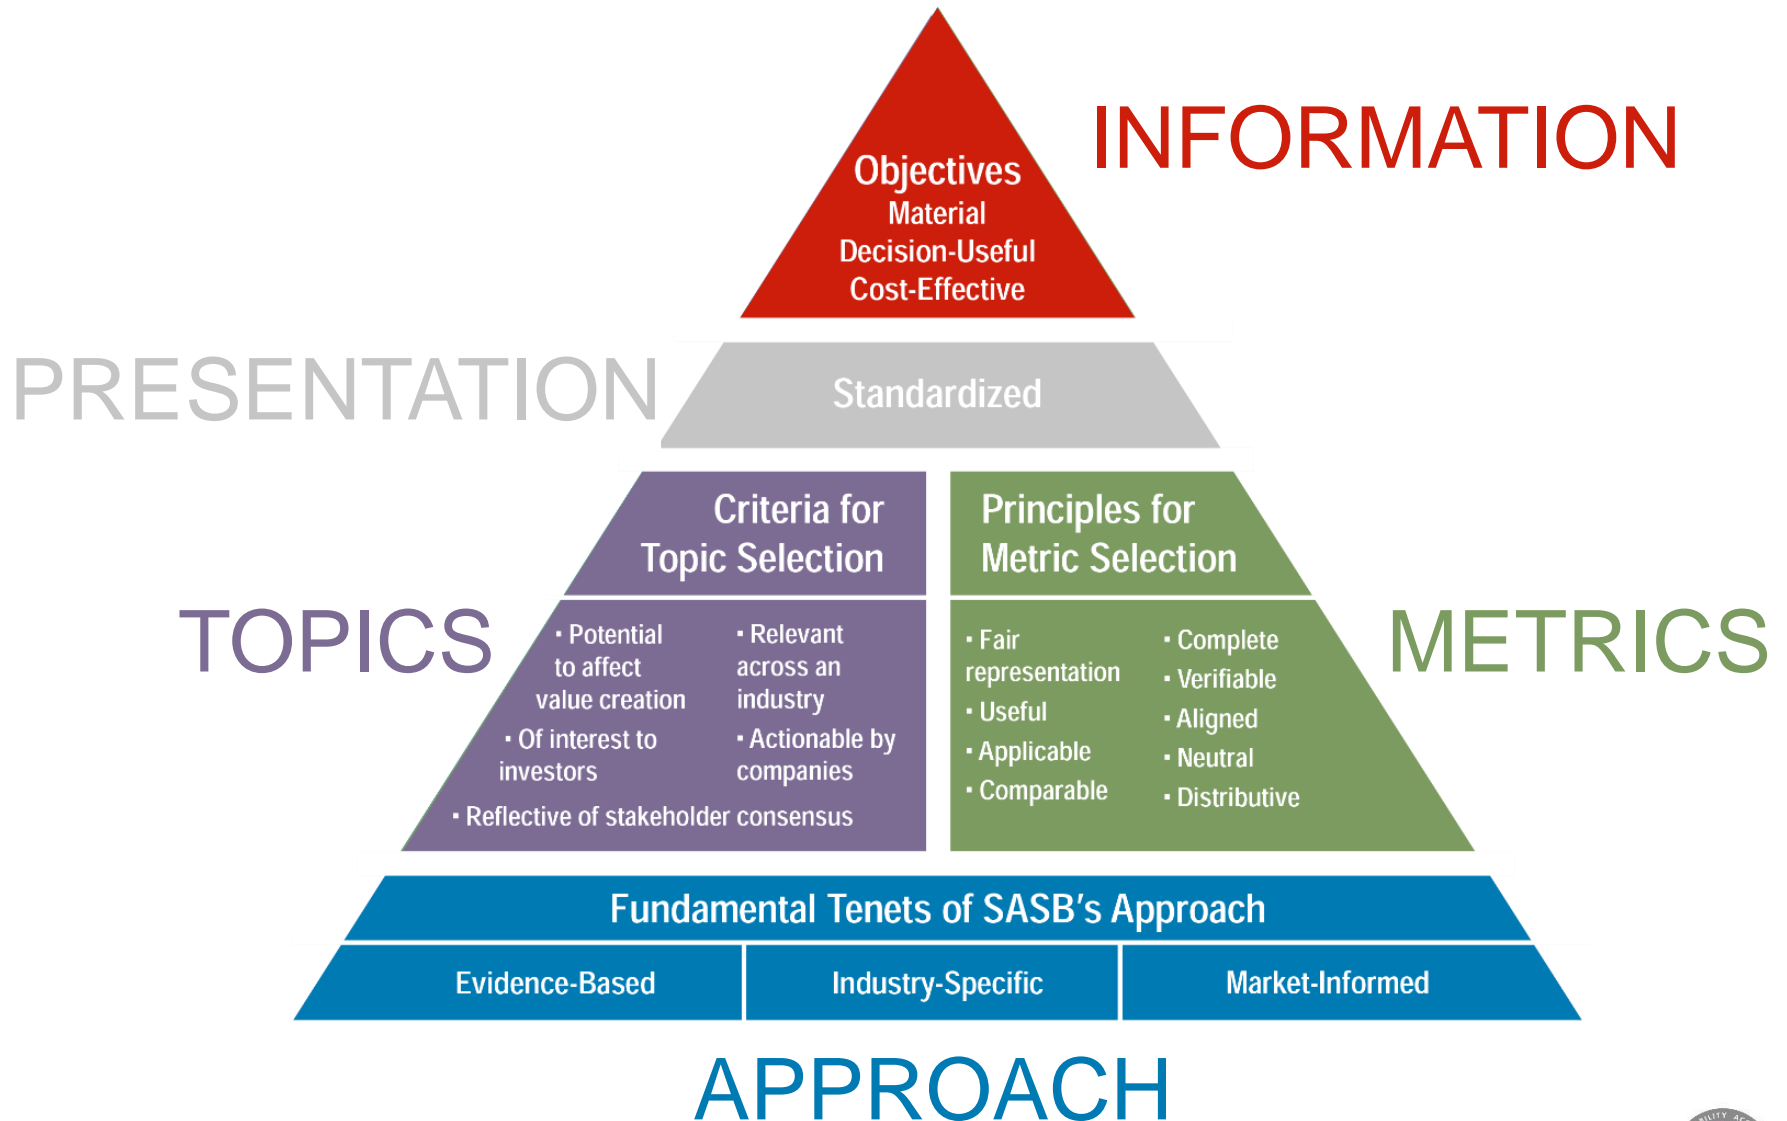 INFORMATION
Objectives
Material
Decision-Useful
Cost-Effective
PRESENTATION
Standardized
Criteria for
Topic Selection
Principles for
Metric Selection
TOPICS
▪ Potential
to affect
value creation
▪ Of interest to
investors
▪ Relevant
across an
industry
▪ Actionable by
companies
▪ Reflective of stakeholder consensus
▪ Fair
representation
▪ Useful
▪ Applicable
▪ Comparable
▪ Complete
▪ Verifiable
▪ Aligned
▪ Neutral
▪ Distributive
METRICS
Fundamental Tenets of SASB's Approach
Evidence-Based
Industry-Specific
Market-Informed
APPROACH